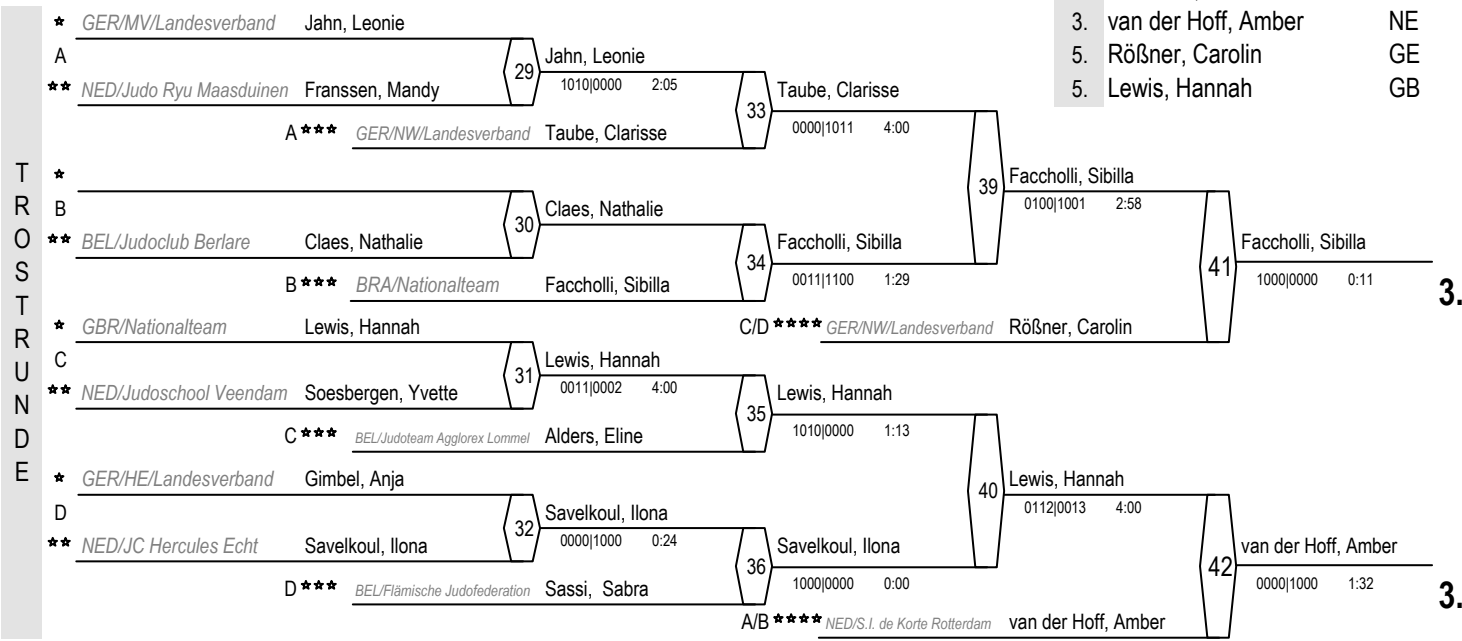 3. van der Hoff, Amber NE
5. Rößner, Carolin GE
5. Lewis, Hannah GB
TROSTRUNDE
* GER/MV/Landesverband Jahn, Leonie
A
29 Jahn, Leonie
1010|0000 2:05
** NED/Judo Ryu Maasduinen Franssen, Mandy
33 Taube, Clarisse
0000|1011 4:00
A *** GER/NW/Landesverband Taube, Clarisse
39 Faccholli, Sibilla
0100|1001 2:58
*
B
30 Claes, Nathalie
** BEL/Judoclub Berlare Claes, Nathalie
34 Faccholli, Sibilla
0011|1100 1:29
B *** BRA/Nationalteam Faccholli, Sibilla
41 Faccholli, Sibilla
1000|0000 0:11
3.
C/D **** GER/NW/Landesverband Rößner, Carolin
* GBR/Nationalteam Lewis, Hannah
C
31 Lewis, Hannah
0011|0002 4:00
** NED/Judoschool Veendam Soesbergen, Yvette
35 Lewis, Hannah
1010|0000 1:13
C *** BEL/Judoteam Agglorex Lommel Alders, Eline
40 Lewis, Hannah
0112|0013 4:00
* GER/HE/Landesverband Gimbel, Anja
D
32 Savelkoul, Ilona
0000|1000 0:24
** NED/JC Hercules Echt Savelkoul, Ilona
36 Savelkoul, Ilona
1000|0000 0:00
D *** BEL/Flämische Judofederation Sassi, Sabra
42 van der Hoff, Amber
0000|1000 1:32
3.
A/B **** NED/S.I. de Korte Rotterdam van der Hoff, Amber